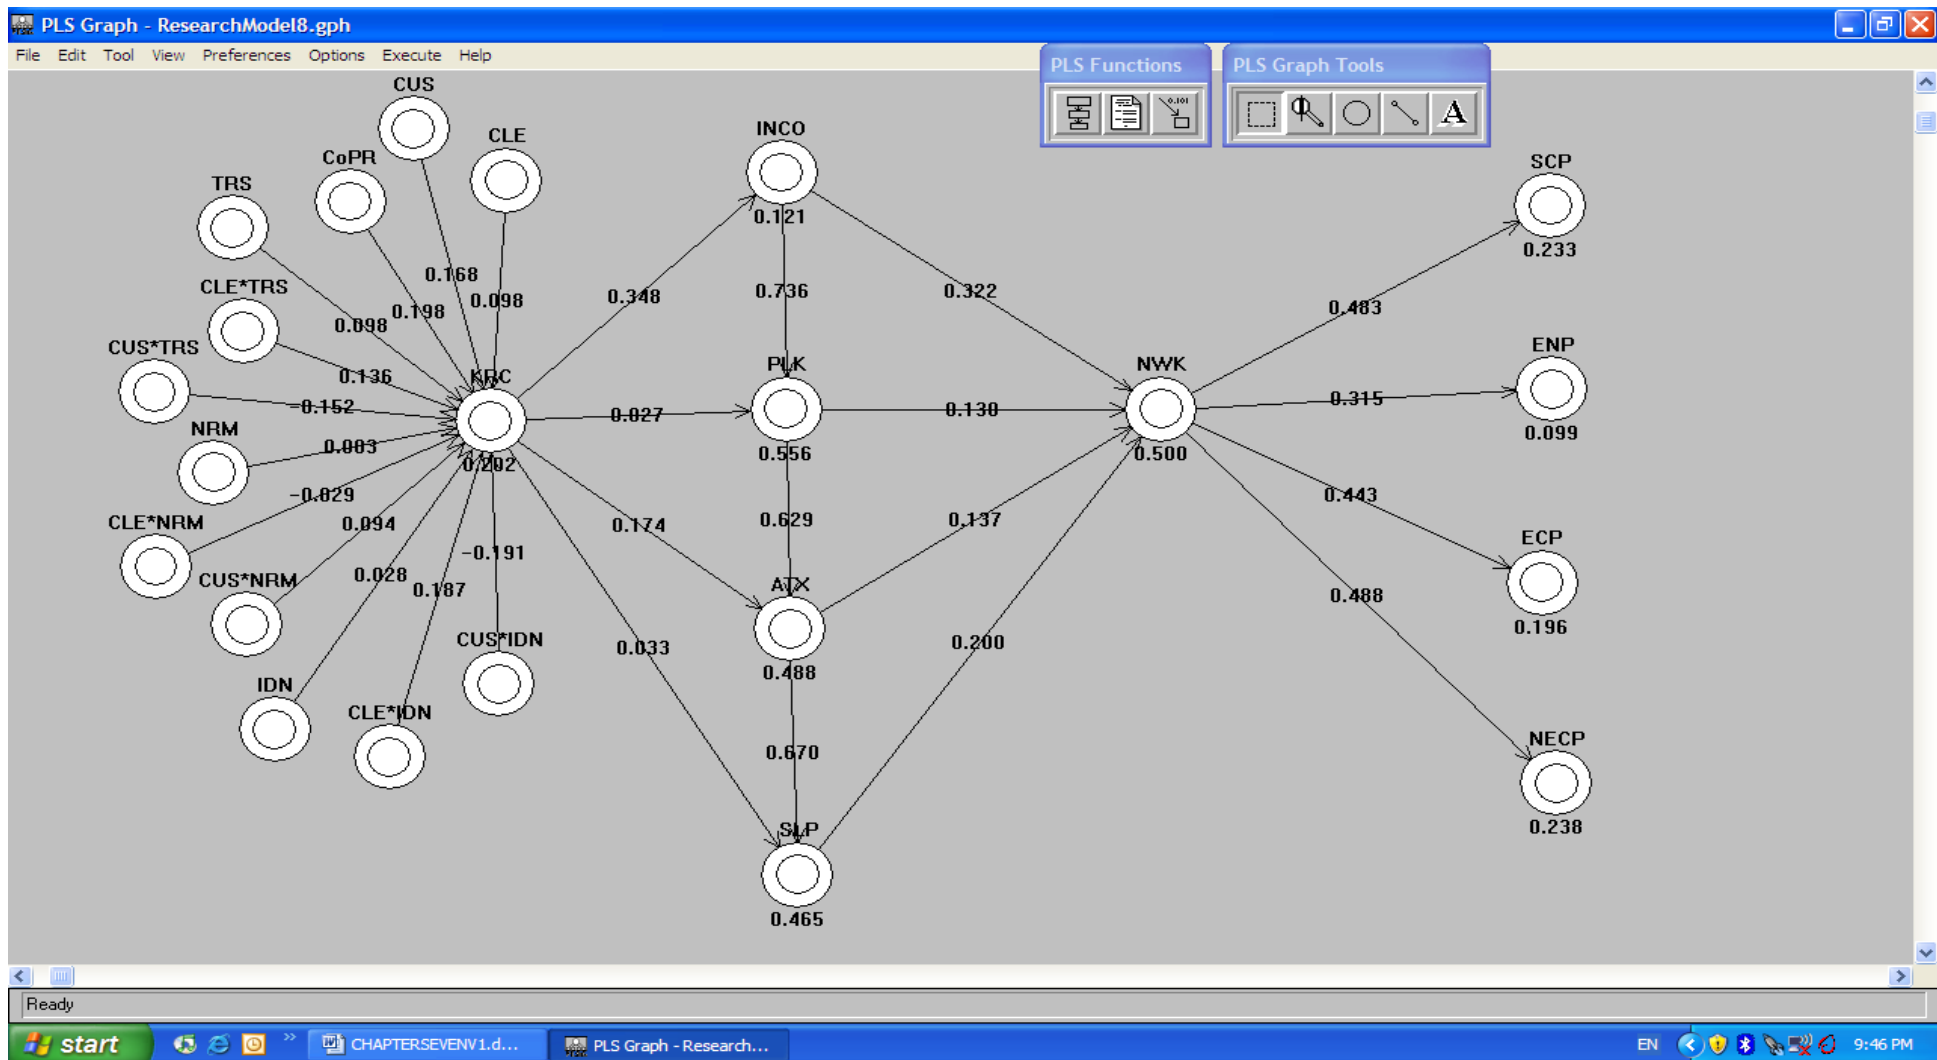 PLS Graph - ResearchModel8.gph
File Edit Tool View Preferences Options Execute Help
PLS Functions
PLS Graph Tools
0.101
A
CUS
CLE
INCO
CoPR
SCP
TRS
0.121
0.233
CLE*TRS
0.168
0.098
0.348
0.736
0.322
0.483
0.198
0.098
CUS*TRS
ENP
0.136
KRC
PLK
NWK
-0.152
0.027
0.130
0.315
NRM
0.099
0.003
0.202
0.556
0.500
-0.029
0.443
CLE*NRM
0.094
0.174
0.629
0.137
ECP
-0.191
CUS*NRM
0.028
0.187
ATX
0.488
0.196
CUS*IDN
0.033
0.200
0.488
IDN
CLE*IDN
0.670
NECP
SLP
0.238
0.465
Ready
start
CHAPTERSEVENV1.d...
PLS Graph - Research...
EN
9:46 PM